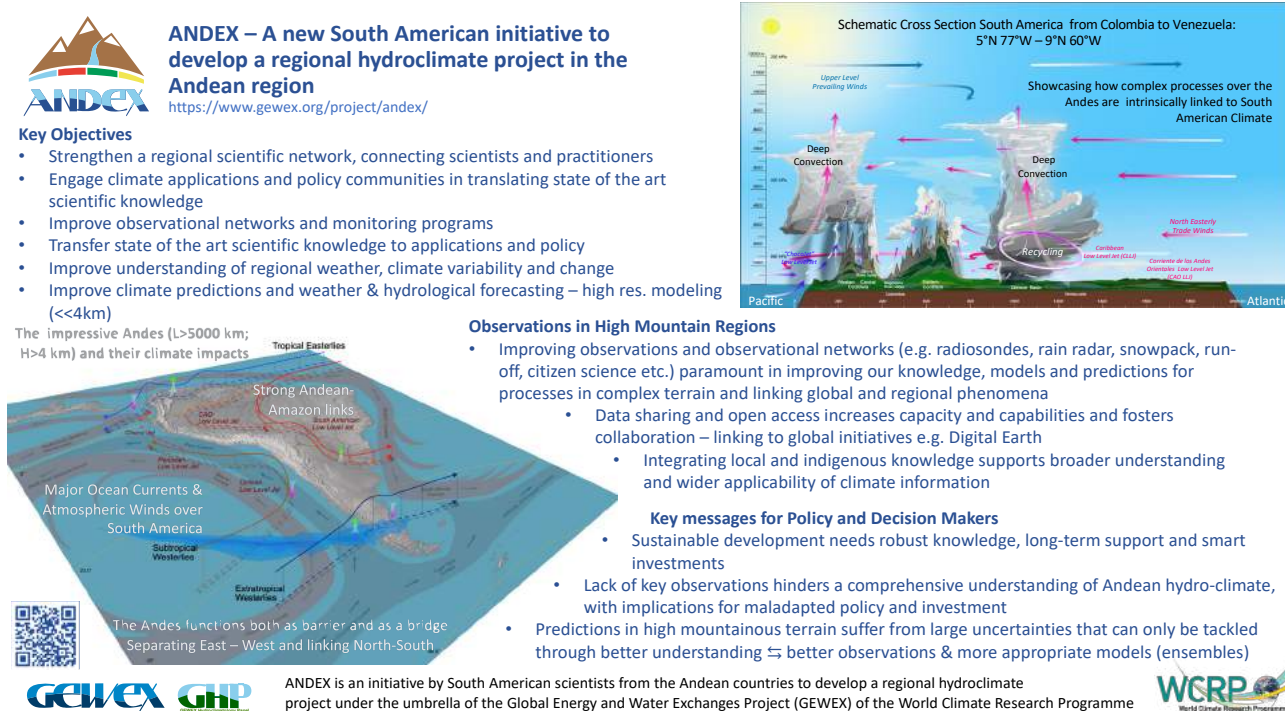 ANDEX
ANDEX – A new South American initiative to
develop a regional hydroclimate project in the
Andean region
https://www.gewex.org/project/andex/
Key Objectives
• Strengthen a regional scientific network, connecting scientists and practitioners
• Engage climate applications and policy communities in translating state of the art
scientific knowledge
• Improve observational networks and monitoring programs
• Transfer state of the art scientific knowledge to applications and policy
• Improve understanding of regional weather, climate variability and change
• Improve climate predictions and weather & hydrological forecasting – high res. modeling
(<<4km)
Schematic Cross Section South America from Colombia to Venezuela:
5°N 77°W – 9°N 60°W
Upper Level
Prevailing Winds
Showcasing how complex processes over the
Andes are intrinsically linked to South
American Climate
Deep
Convection
Deep
Convection
North Easterly
Trade Winds
Recycling
Caribbean
Low Level Jet (CLLJ)
Corriente de los Andes
Orientales Low Level Jet
(CAO LLJ)
Low Level Jet
Pacific
Atlantic
The impressive Andes (L>5000 km;
H>4 km) and their climate impacts
Tropical Easterlies
Strong Andean-
Amazon links
Low Level Jet
South American
Low Level Jet
Low Level Jet
Low Level Jet
Major Ocean Currents &
Atmospheric Winds over
South America
Subtropical
Westerlies
Extratropical
Westerlies
The Andes functions both as barrier and as a bridge
Separating East – West and linking North-South
Observations in High Mountain Regions
• Improving observations and observational networks (e.g. radiosondes, rain radar, snowpack, run-
off, citizen science etc.) paramount in improving our knowledge, models and predictions for
processes in complex terrain and linking global and regional phenomena
• Data sharing and open access increases capacity and capabilities and fosters
collaboration – linking to global initiatives e.g. Digital Earth
• Integrating local and indigenous knowledge supports broader understanding
and wider applicability of climate information
Key messages for Policy and Decision Makers
• Sustainable development needs robust knowledge, long-term support and smart
investments
• Lack of key observations hinders a comprehensive understanding of Andean hydro-climate,
with implications for maladapted policy and investment
• Predictions in high mountainous terrain suffer from large uncertainties that can only be tackled
through better understanding ⇆ better observations & more appropriate models (ensembles)
GEWEX
GHP
ANDEX is an initiative by South American scientists from the Andean countries to develop a regional hydroclimate
project under the umbrella of the Global Energy and Water Exchanges Project (GEWEX) of the World Climate Research Programme
WCRP
World Climate Research Programme